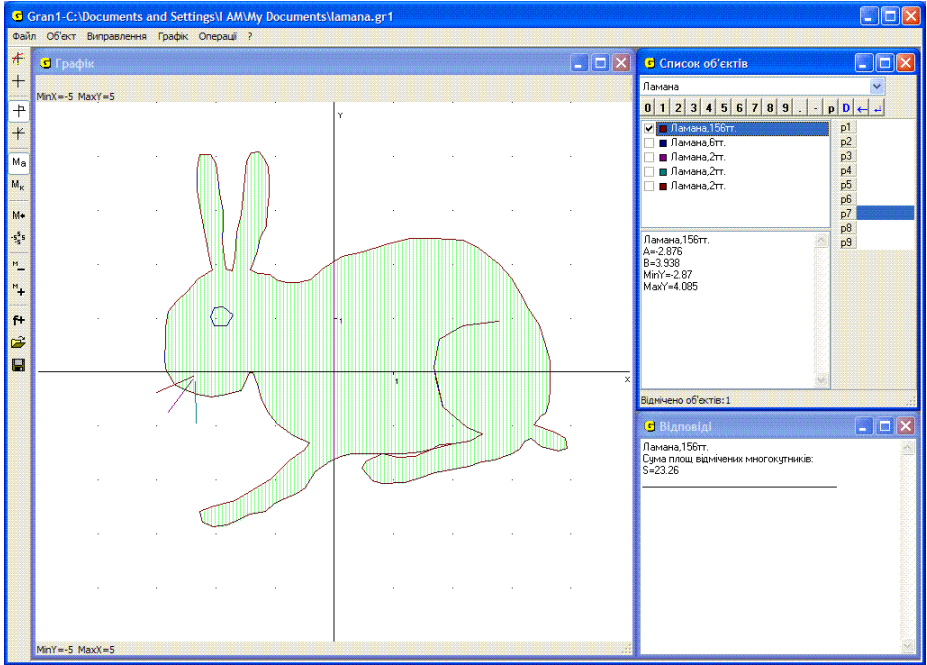 Gran1-C:\Documents and Settings\I AM\My Documents\lamana.gr1
Файл Об'єкт Виправлення Графік Операції ?
Графік
MinX=-5 MaxY=5
Y
1
1
X
MinY=-5 MaxX=5
Ma
Mк
M+
M
M
f+
Список об'єктів
Ламана
0 1 2 3 4 5 6 7 8 9 . - p D ← ↲
Ламана,156тт.
Ламана,6тт.
Ламана,2тт.
Ламана,2тт.
Ламана,2тт.
p1
p2
p3
p4
p5
p6
p7
p8
p9
Ламана,156тт.
A=-2.876
B=3.938
MinY=-2.87
MaxY=4.085
Відмічено об'єктів:1
Відповіді
Ламана,156тт.
Сума площ відмічених многокутників:
S=23.26